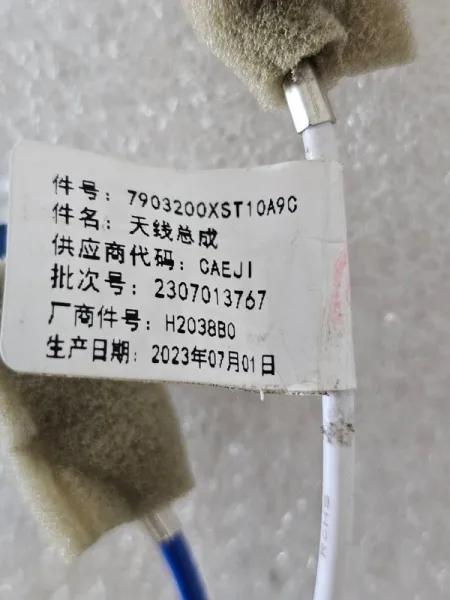 件号: 7903200XST10A9C
件名: 天线总成
供应商代码: CAEJI
批次号: 2307013767
厂商件号: H2038B0
生产日期: 2023年07月01日
RoHS